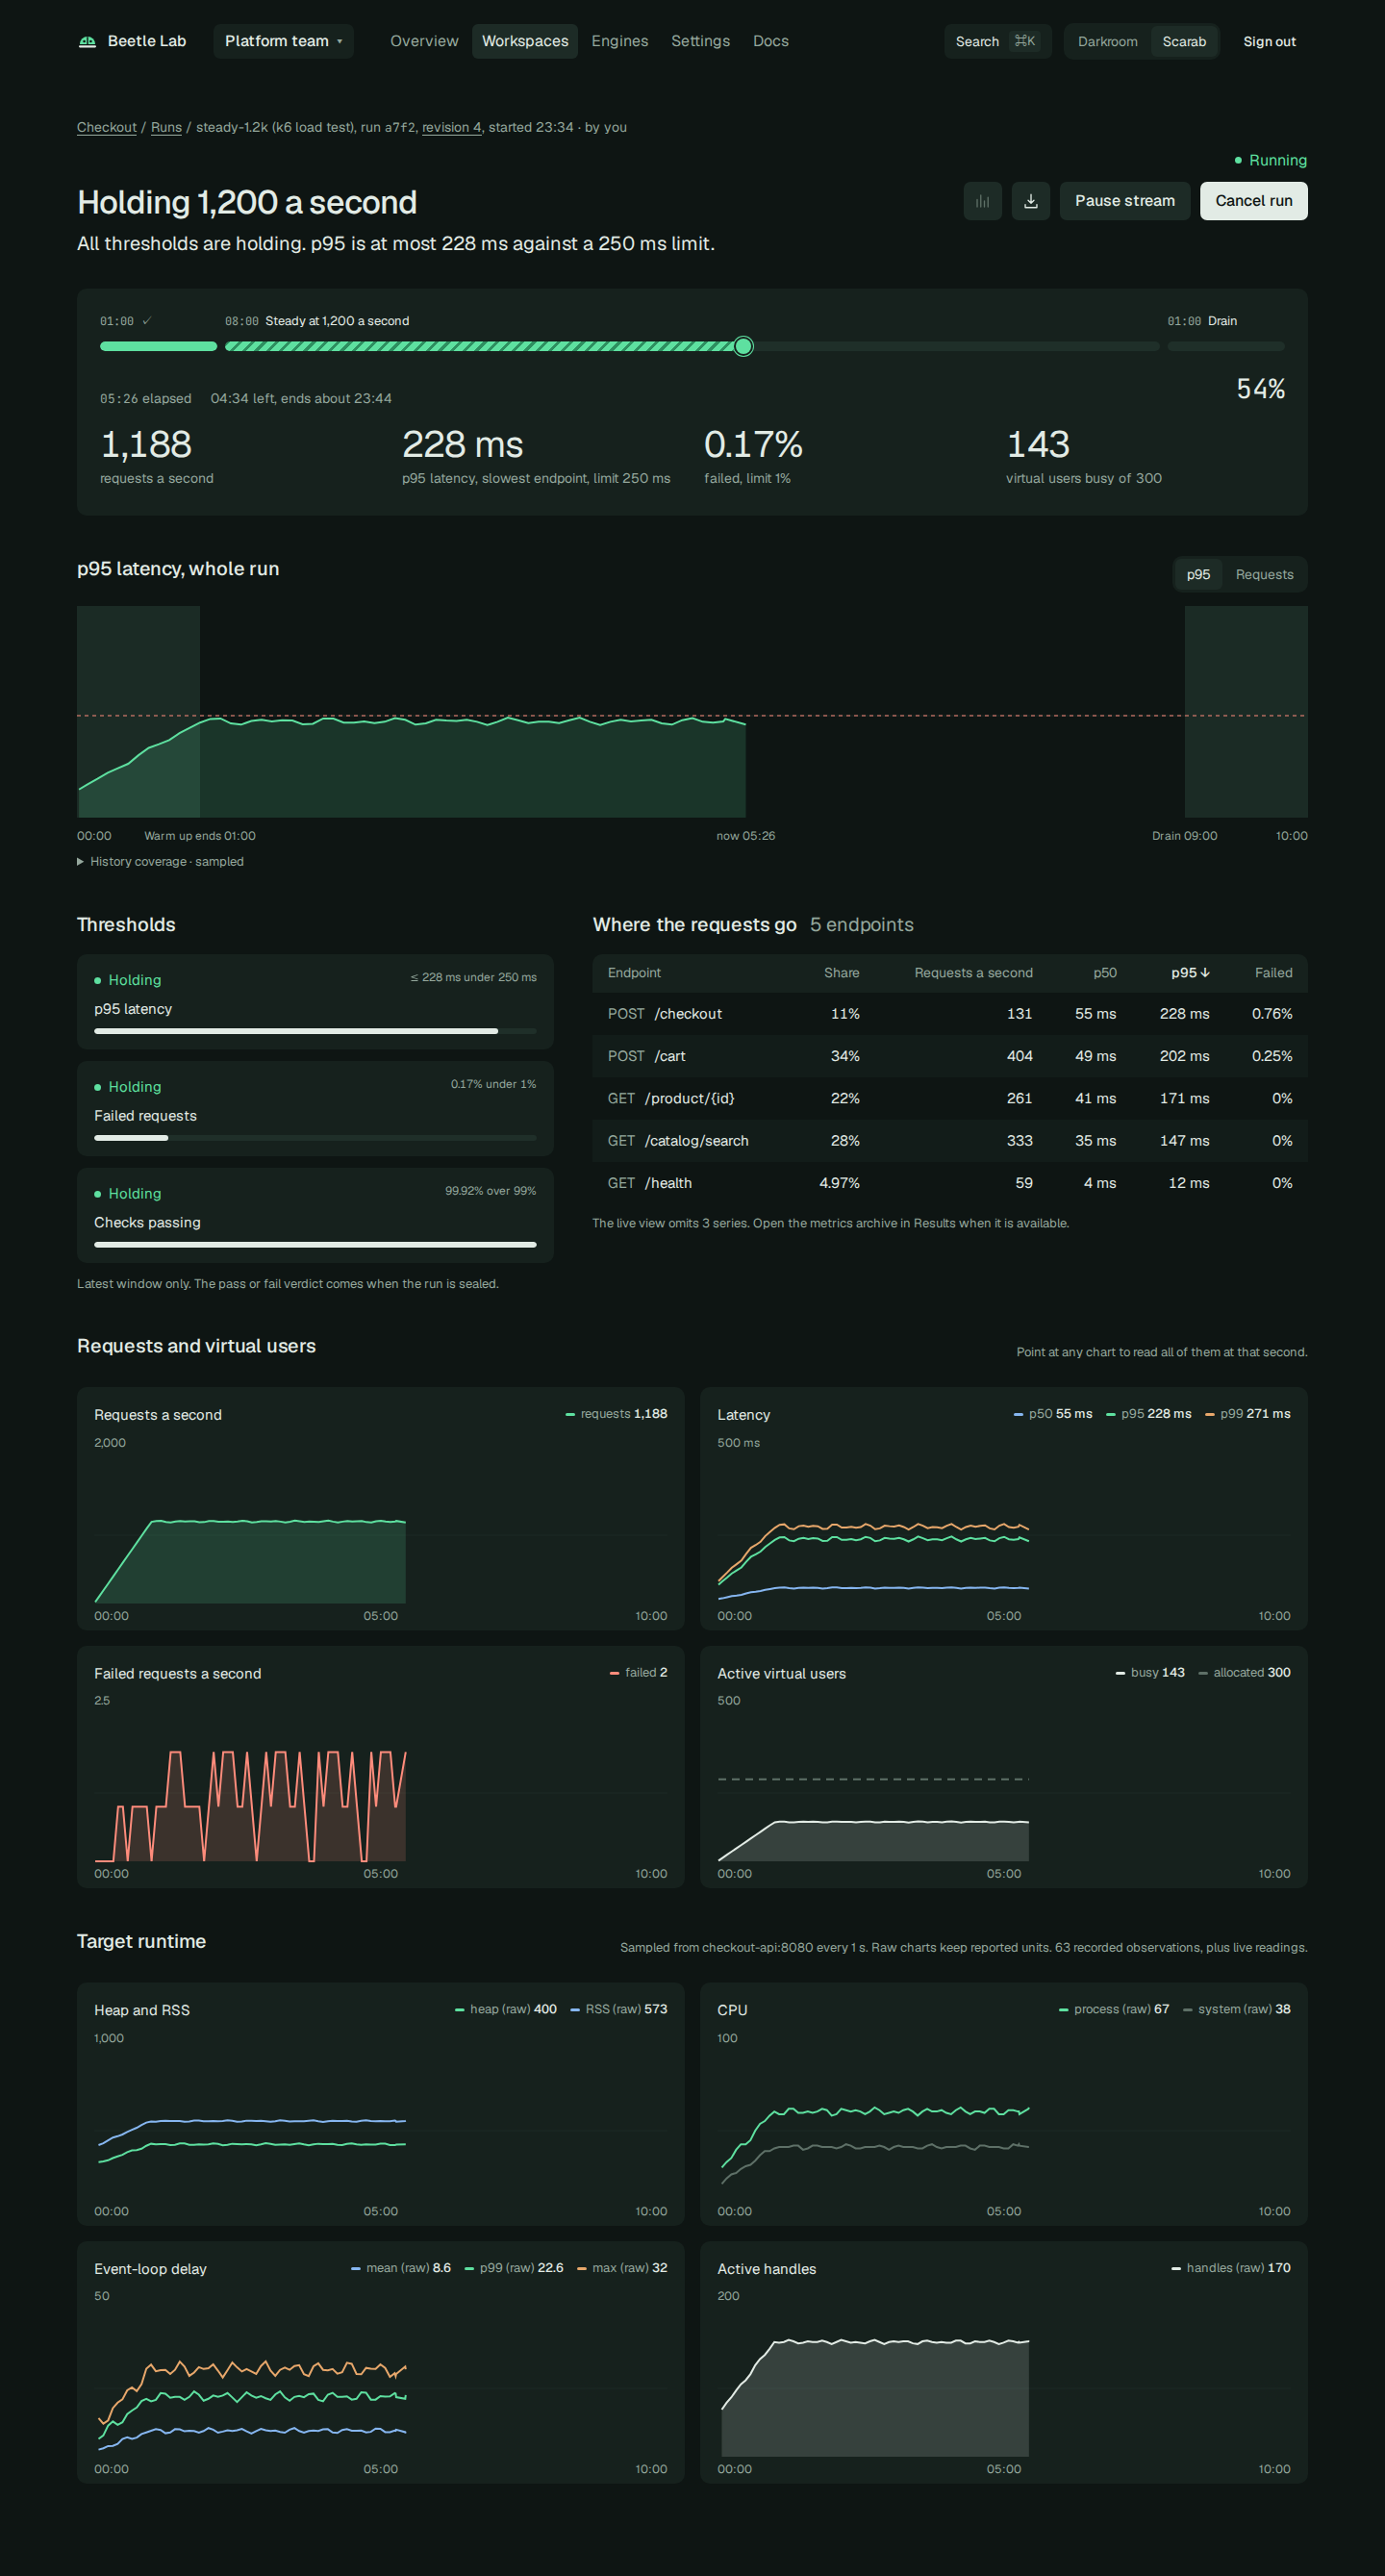 Beetle Lab Platform team ▾ Overview Workspaces Engines Settings Docs Search ⌘K Darkroom Scarab Sign out
Checkout / Runs / steady-1.2k (k6 load test), run a7f2, revision 4, started 23:34 · by you
Running
Holding 1,200 a second
Pause stream Cancel run
All thresholds are holding. p95 is at most 228 ms against a 250 ms limit.
01:00 ✓ 08:00 Steady at 1,200 a second 01:00 Drain
05:26 elapsed 04:34 left, ends about 23:44 54%
1,188 228 ms 0.17% 143
requests a second p95 latency, slowest endpoint, limit 250 ms failed, limit 1% virtual users busy of 300
p95 latency, whole run p95 Requests
00:00 Warm up ends 01:00 now 05:26 Drain 09:00 10:00
▶ History coverage · sampled
Thresholds
Holding ≤ 228 ms under 250 ms
p95 latency
Holding 0.17% under 1%
Failed requests
Holding 99.92% over 99%
Checks passing
Latest window only. The pass or fail verdict comes when the run is sealed.
Where the requests go 5 endpoints
Endpoint Share Requests a second p50 p95 ↓ Failed
POST /checkout 11% 131 55 ms 228 ms 0.76%
POST /cart 34% 404 49 ms 202 ms 0.25%
GET /product/{id} 22% 261 41 ms 171 ms 0%
GET /catalog/search 28% 333 35 ms 147 ms 0%
GET /health 4.97% 59 4 ms 12 ms 0%
The live view omits 3 series. Open the metrics archive in Results when it is available.
Requests and virtual users Point at any chart to read all of them at that second.
Requests a second requests 1,188
2,000
00:00 05:00 10:00
Latency p50 55 ms p95 228 ms p99 271 ms
500 ms
00:00 05:00 10:00
Failed requests a second failed 2
2.5
00:00 05:00 10:00
Active virtual users busy 143 allocated 300
500
00:00 05:00 10:00
Target runtime Sampled from checkout-api:8080 every 1 s. Raw charts keep reported units. 63 recorded observations, plus live readings.
Heap and RSS heap (raw) 400 RSS (raw) 573
1,000
00:00 05:00 10:00
CPU process (raw) 67 system (raw) 38
100
00:00 05:00 10:00
Event-loop delay mean (raw) 8.6 p99 (raw) 22.6 max (raw) 32
50
00:00 05:00 10:00
Active handles handles (raw) 170
200
00:00 05:00 10:00